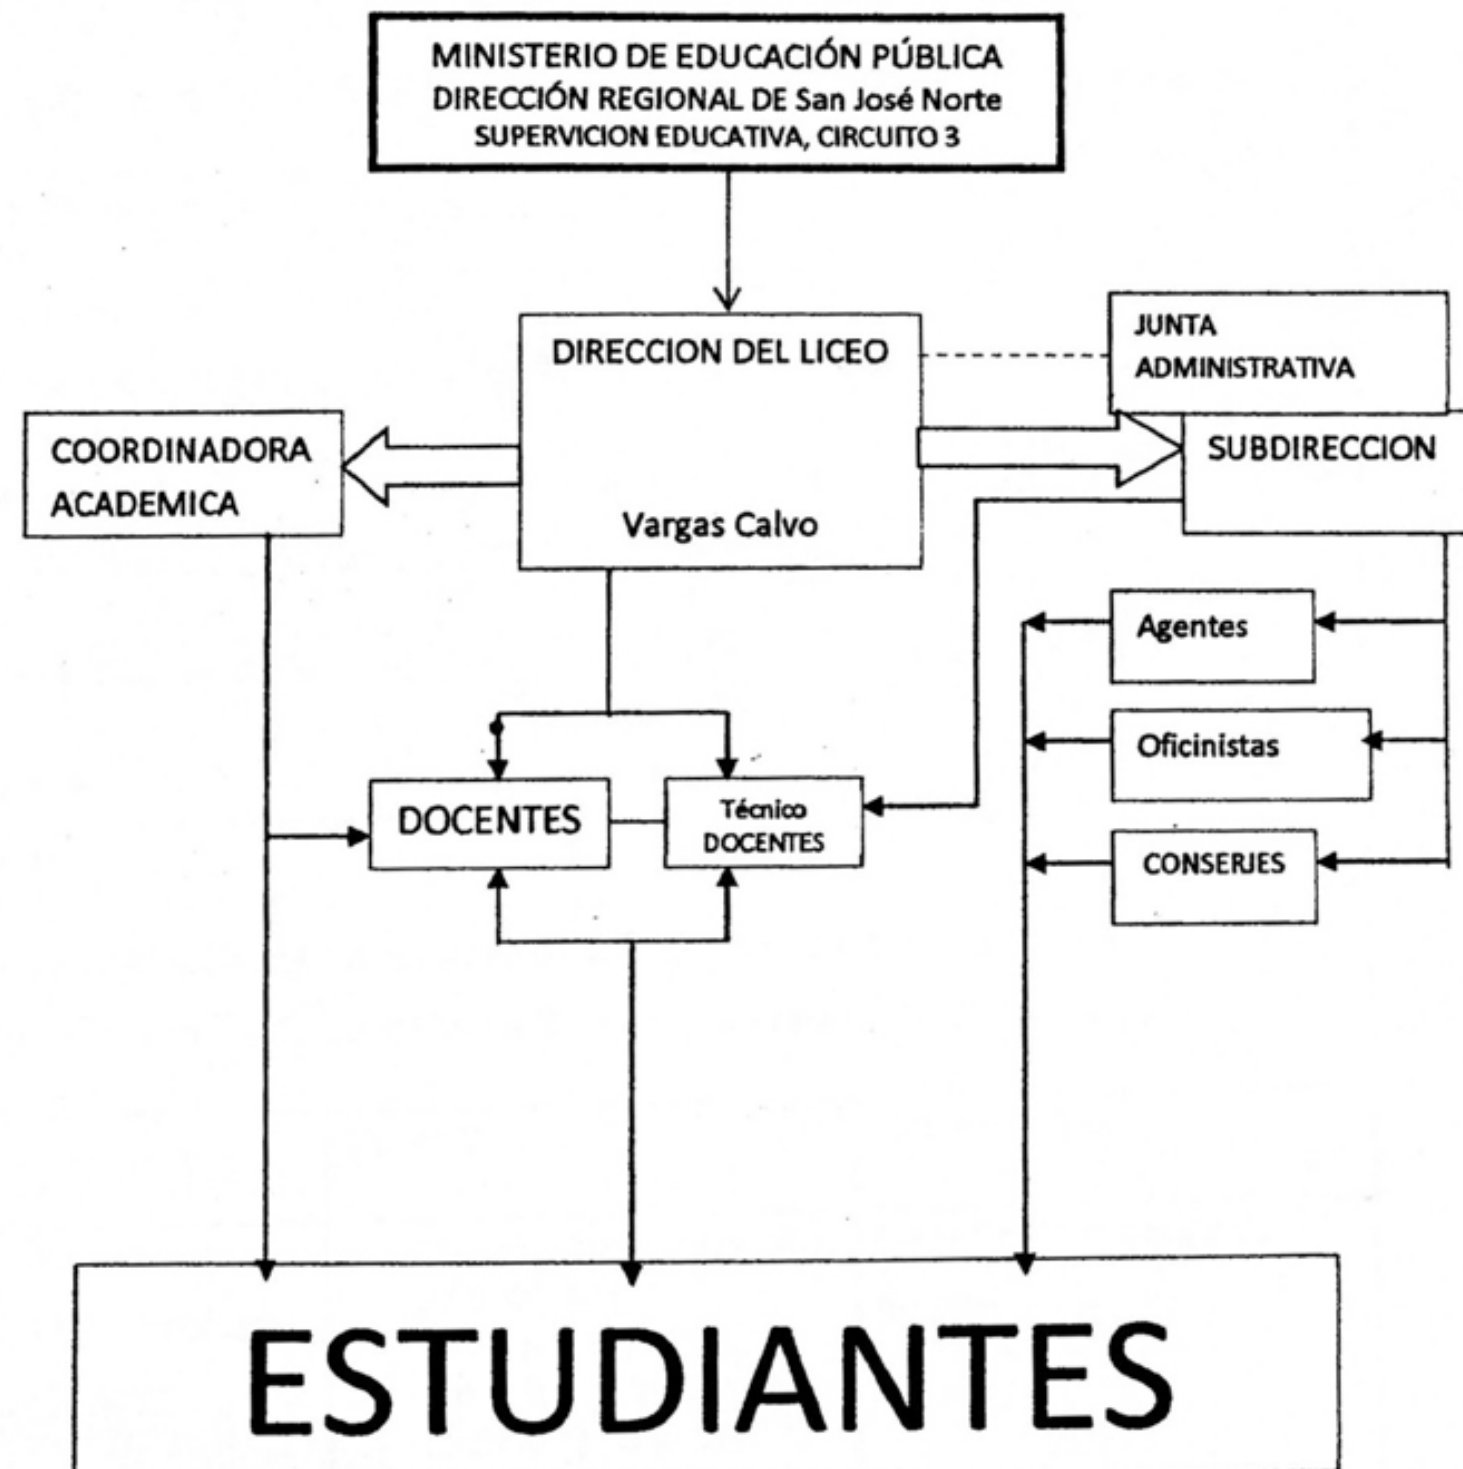 MINISTERIO DE EDUCACIÓN PÚBLICA
DIRECCIÓN REGIONAL DE San José Norte
SUPERVICION EDUCATIVA, CIRCUITO 3
DIRECCION DEL LICEO
Vargas Calvo
JUNTA
ADMINISTRATIVA
COORDINADORA
ACADEMICA
SUBDIRECCION
Agentes
Oficinistas
CONSERJES
DOCENTES
Técnico
DOCENTES
ESTUDIANTES